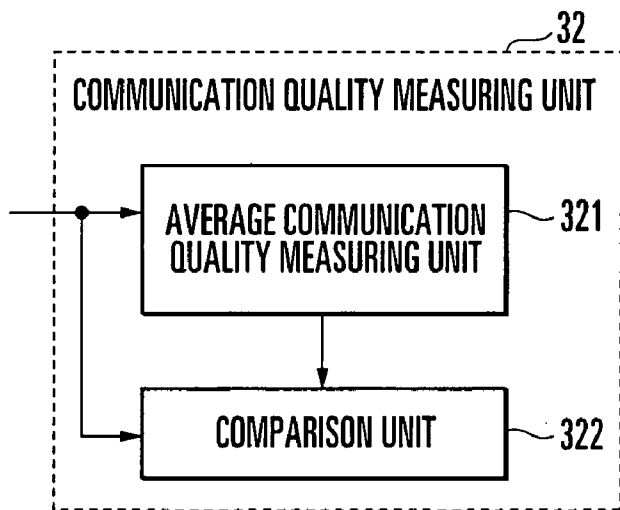 32
COMMUNICATION QUALITY MEASURING UNIT
AVERAGE COMMUNICATION
QUALITY MEASURING UNIT
321
COMPARISON UNIT
322